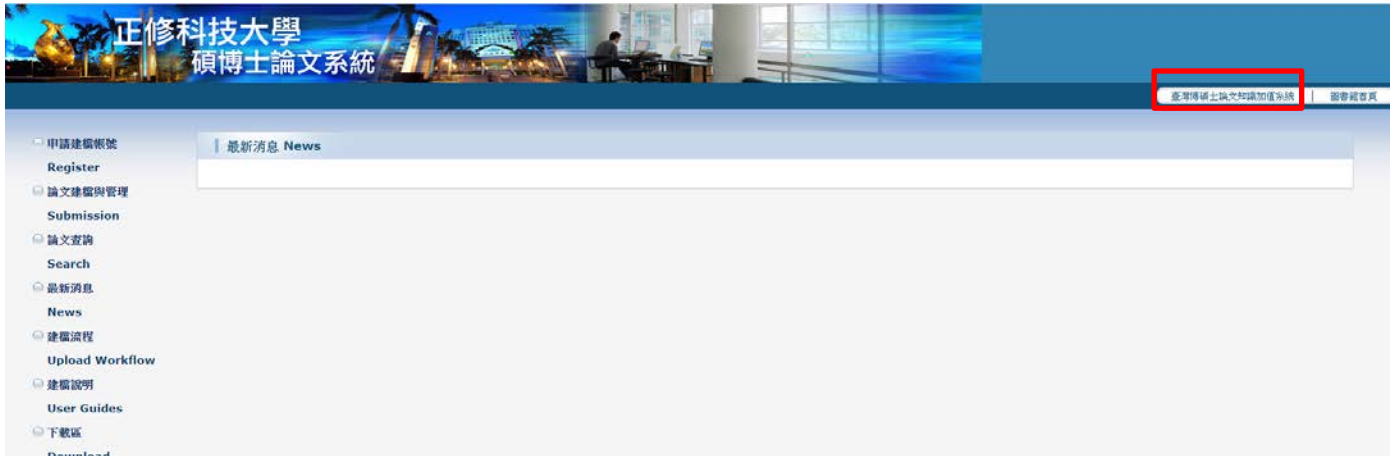 正修科技大學
碩博士論文系統
臺灣博碩士論文知識加值系統 | 圖書館首頁
申請建檔帳號
Register
論文建檔與管理
Submission
論文查詢
Search
最新消息
News
建檔流程
Upload Workflow
建檔說明
User Guides
下載區
Download
最新消息 News